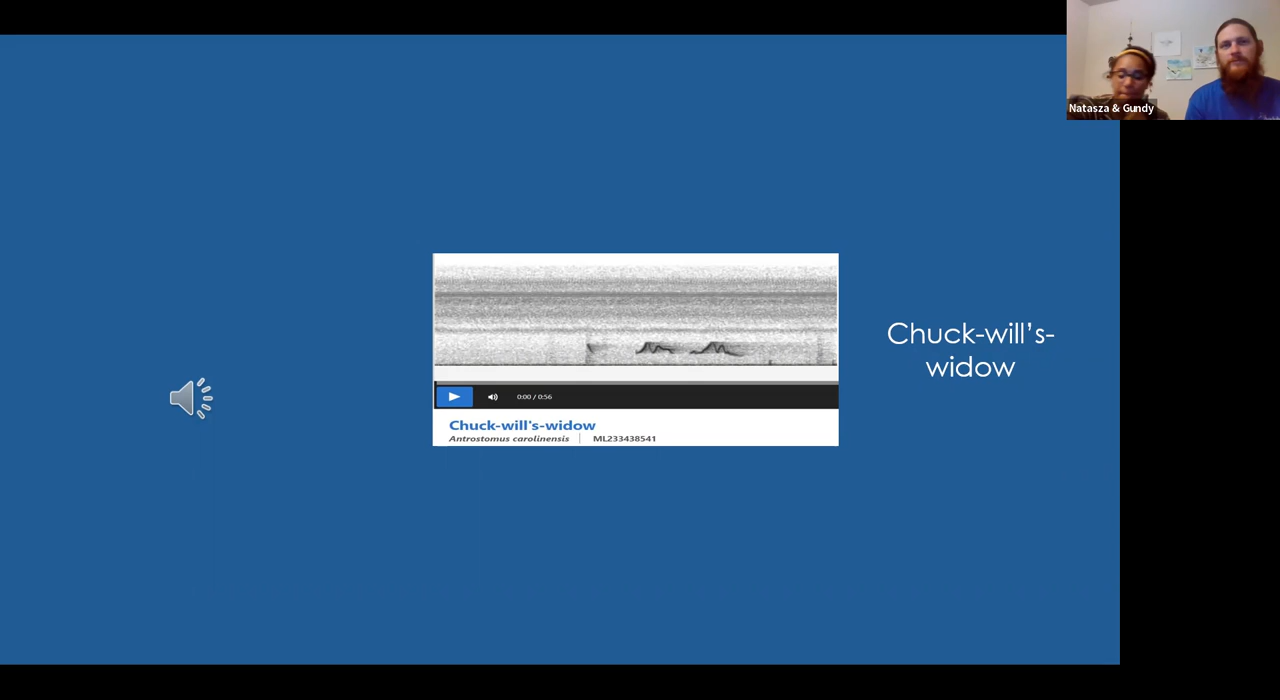 Natasza & Gundy
Chuck-will's-
widow
0:00 / 0:56
Chuck-will's-widow
Antrostomus carolinensis | ML233438541